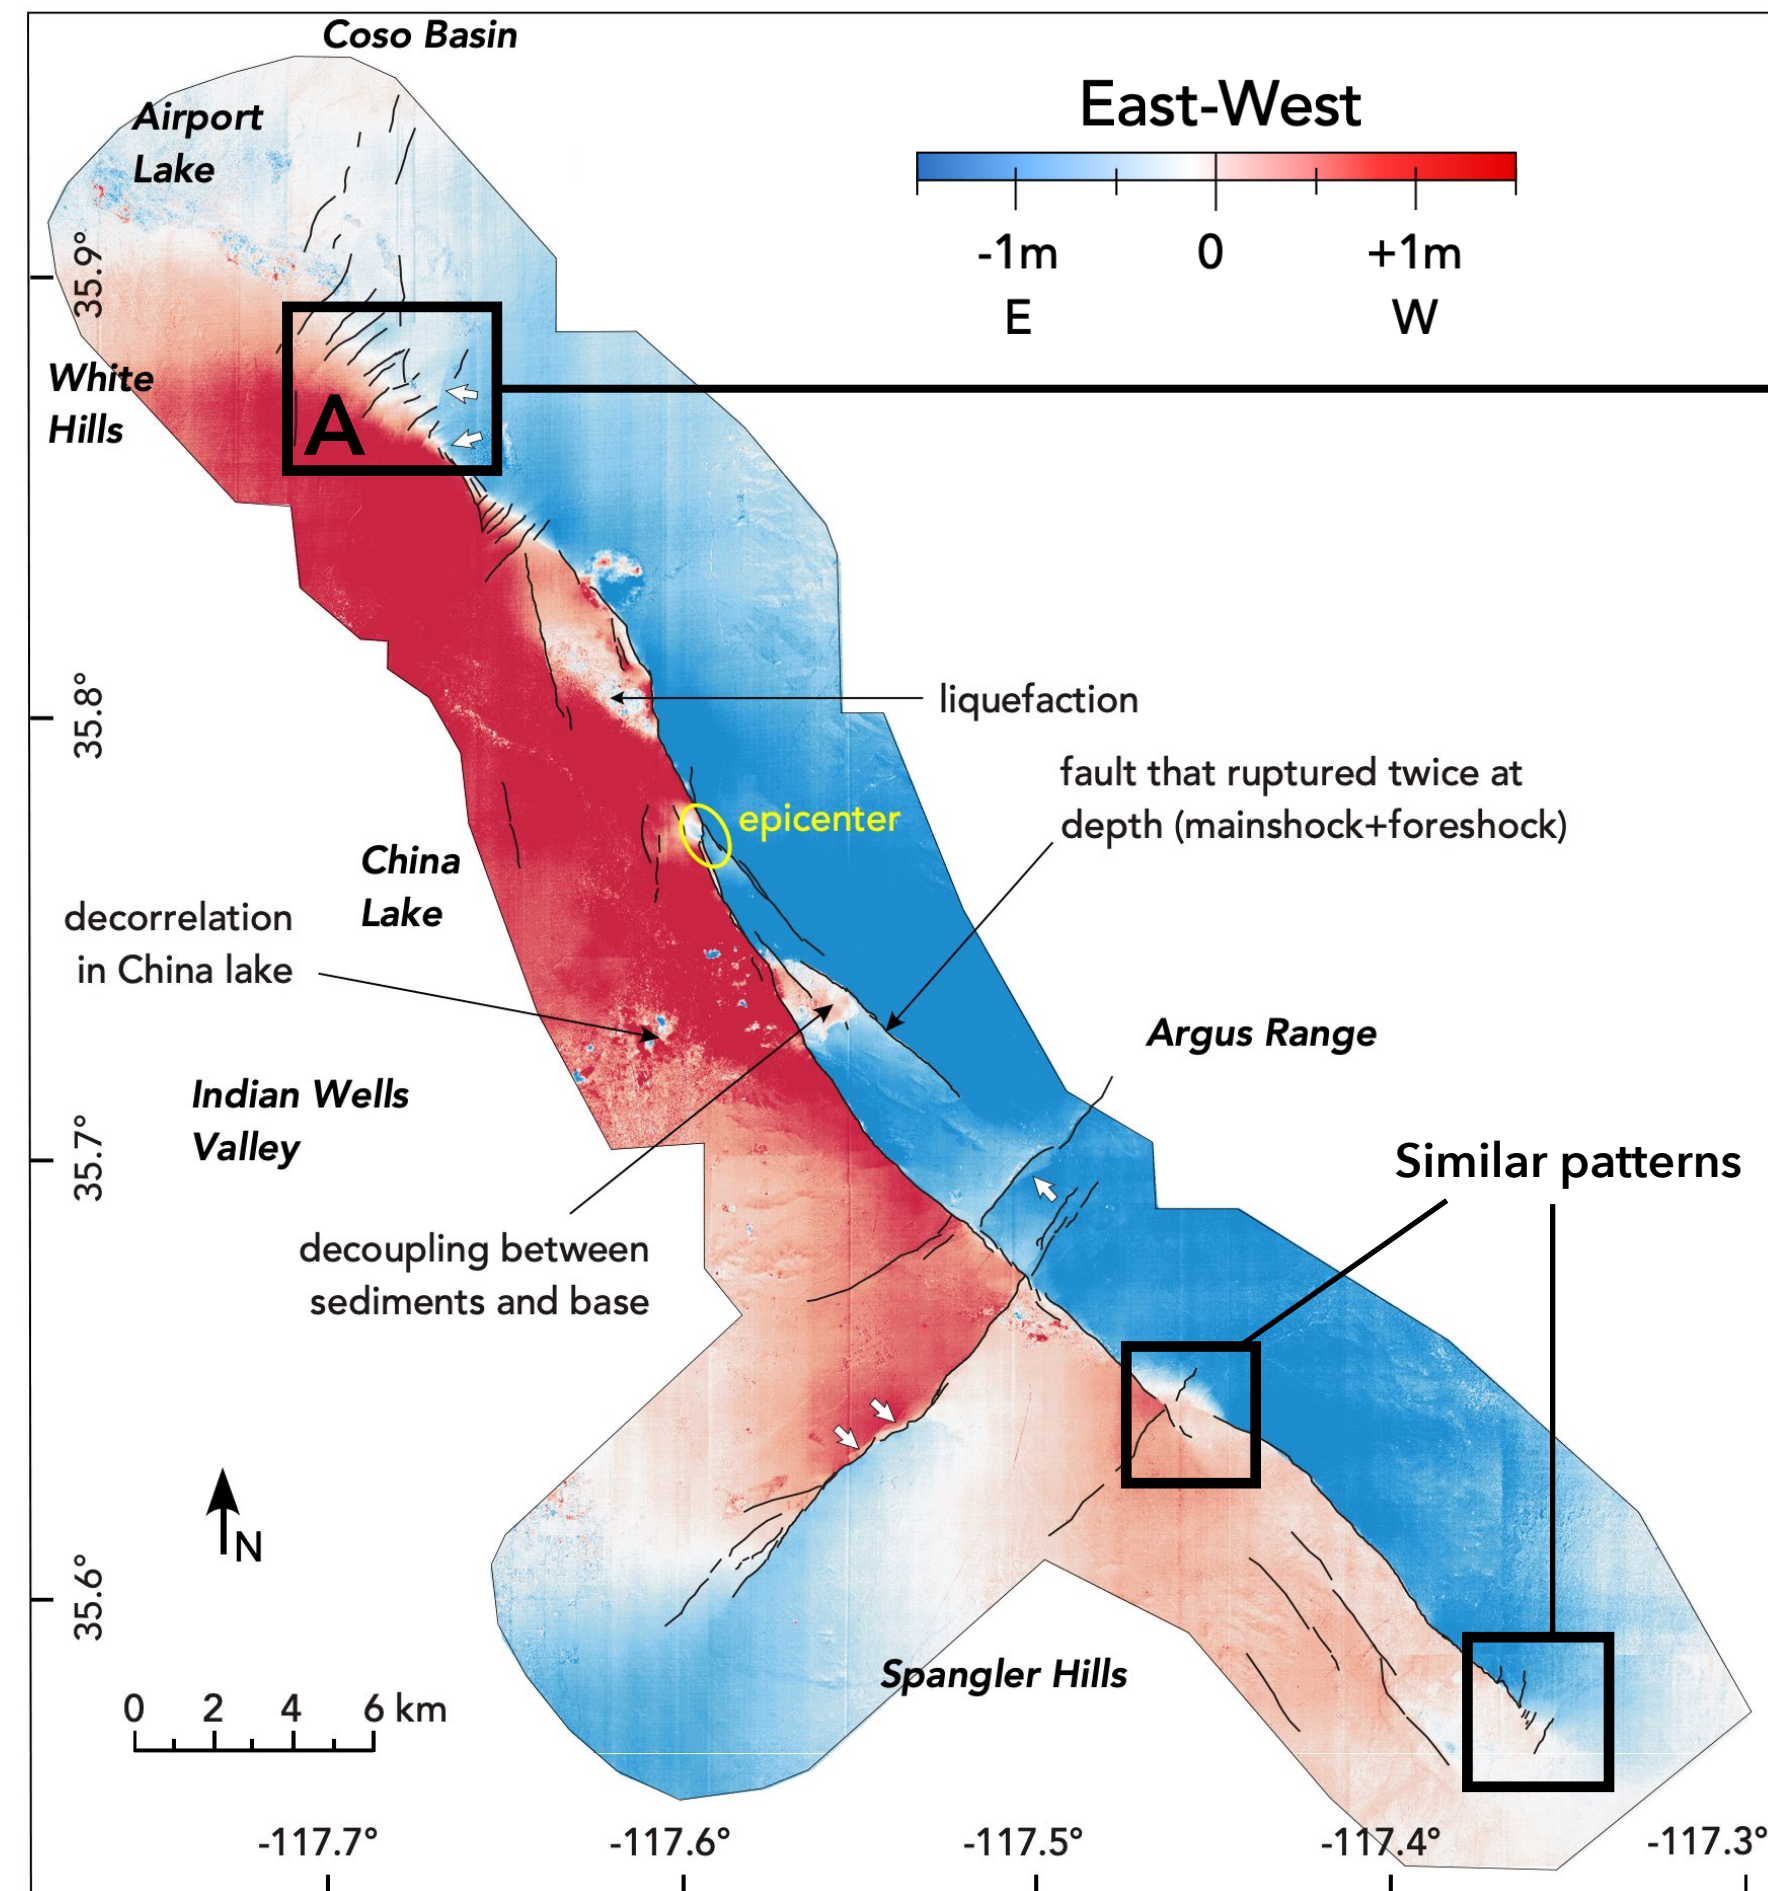 Coso Basin
Airport
Lake
East-West
-1m
0
+1m
E
W
35.9°
White
Hills
A
35.8°
liquefaction
fault that ruptured twice at
depth (mainshock+foreshock)
epicenter
China
Lake
decorrelation
in China lake
Argus Range
Indian Wells
Valley
35.7°
Similar patterns
decoupling between
sediments and base
N
35.6°
Spangler Hills
0 2 4 6 km
-117.7°
-117.6°
-117.5°
-117.4°
-117.3°